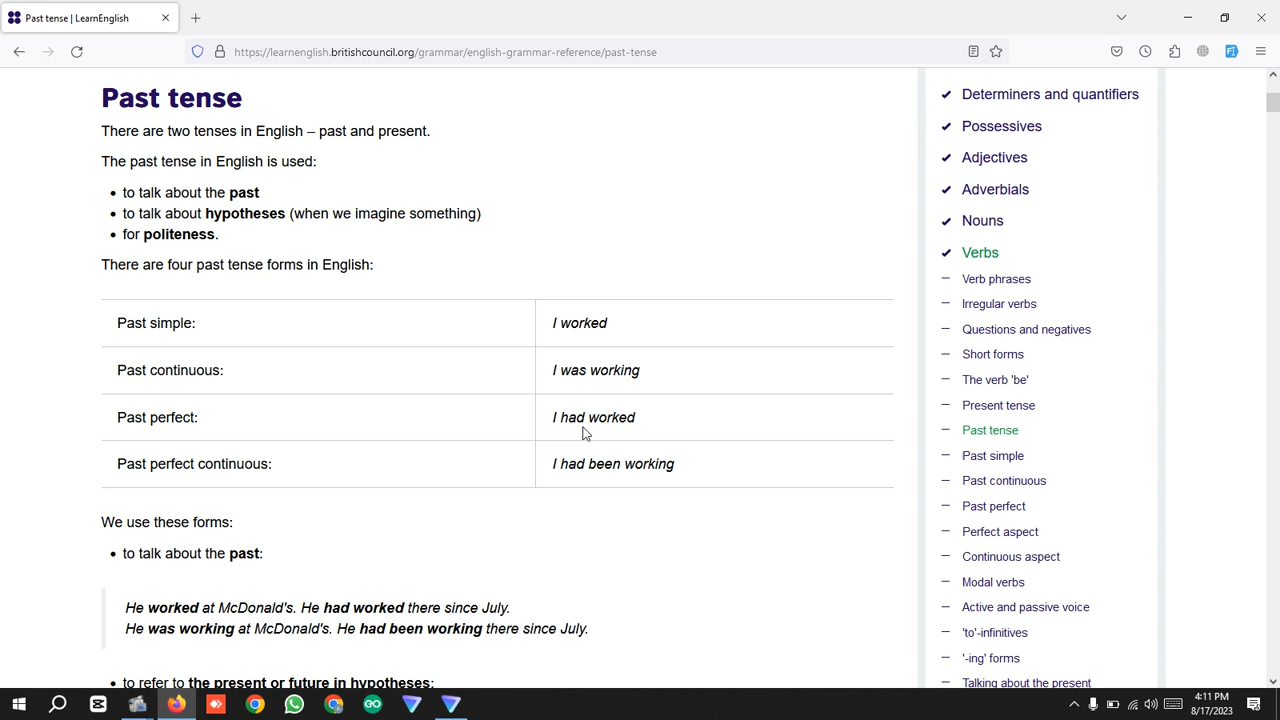 Past tense | LearnEnglish
https://learnenglish.britishcouncil.org/grammar/english-grammar-reference/past-tense
Past tense
There are two tenses in English – past and present.
The past tense in English is used:
to talk about the past
to talk about hypotheses (when we imagine something)
for politeness.
There are four past tense forms in English:
Past simple: I worked
Past continuous: I was working
Past perfect: I had worked
Past perfect continuous: I had been working
We use these forms:
to talk about the past:
He worked at McDonald's. He had worked there since July.
He was working at McDonald's. He had been working there since July.
to refer to the present or future in hypotheses:
Determiners and quantifiers
Possessives
Adjectives
Adverbials
Nouns
Verbs
Verb phrases
Irregular verbs
Questions and negatives
Short forms
The verb 'be'
Present tense
Past tense
Past simple
Past continuous
Past perfect
Perfect aspect
Continuous aspect
Modal verbs
Active and passive voice
'to'-infinitives
'-ing' forms
Talking about the present
4:11 PM
8/17/2023